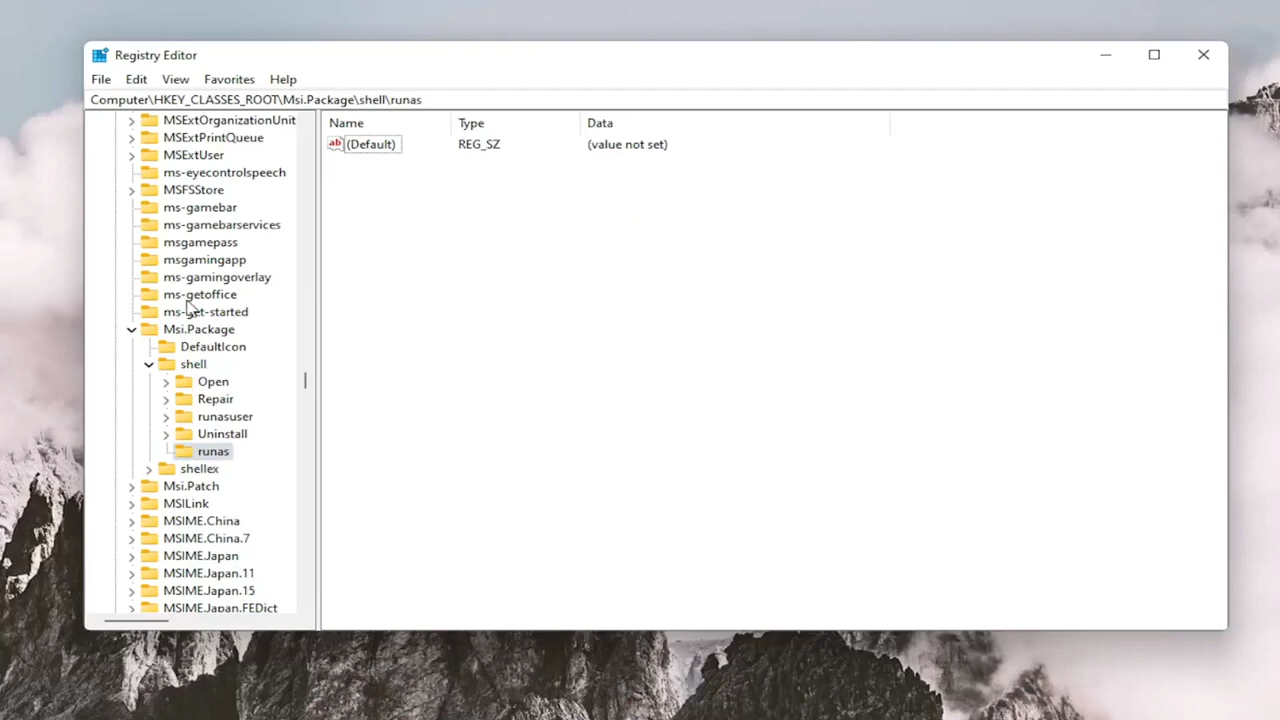 Registry Editor
File Edit View Favorites Help
Computer\HKEY_CLASSES_ROOT\Msi.Package\shell\runas
MSExtOrganizationUnit
MSExtPrintQueue
MSExtUser
ms-eyecontrolspeech
MSFSStore
ms-gamebar
ms-gamebarservices
msgamepass
msgamingapp
ms-gamingoverlay
ms-getoffice
ms-get-started
Msi.Package
DefaultIcon
shell
Open
Repair
runasuser
Uninstall
runas
shellex
Msi.Patch
MSILink
MSIME.China
MSIME.China.7
MSIME.Japan
MSIME.Japan.11
MSIME.Japan.15
MSIME.Japan.FEDict
Name Type Data
ab (Default) REG_SZ (value not set)